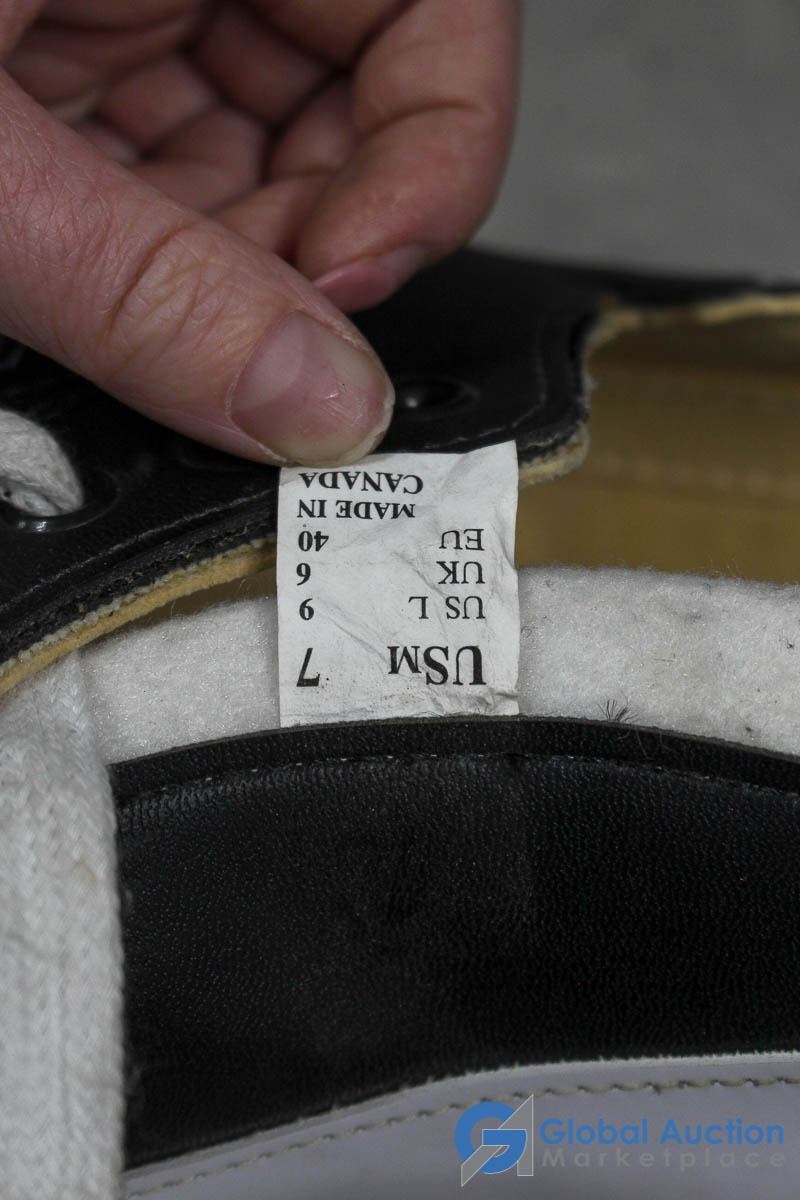 USM 7
US L 9
UK 6
EU 40
MADE IN
CANADA
Global Auction
Marketplace